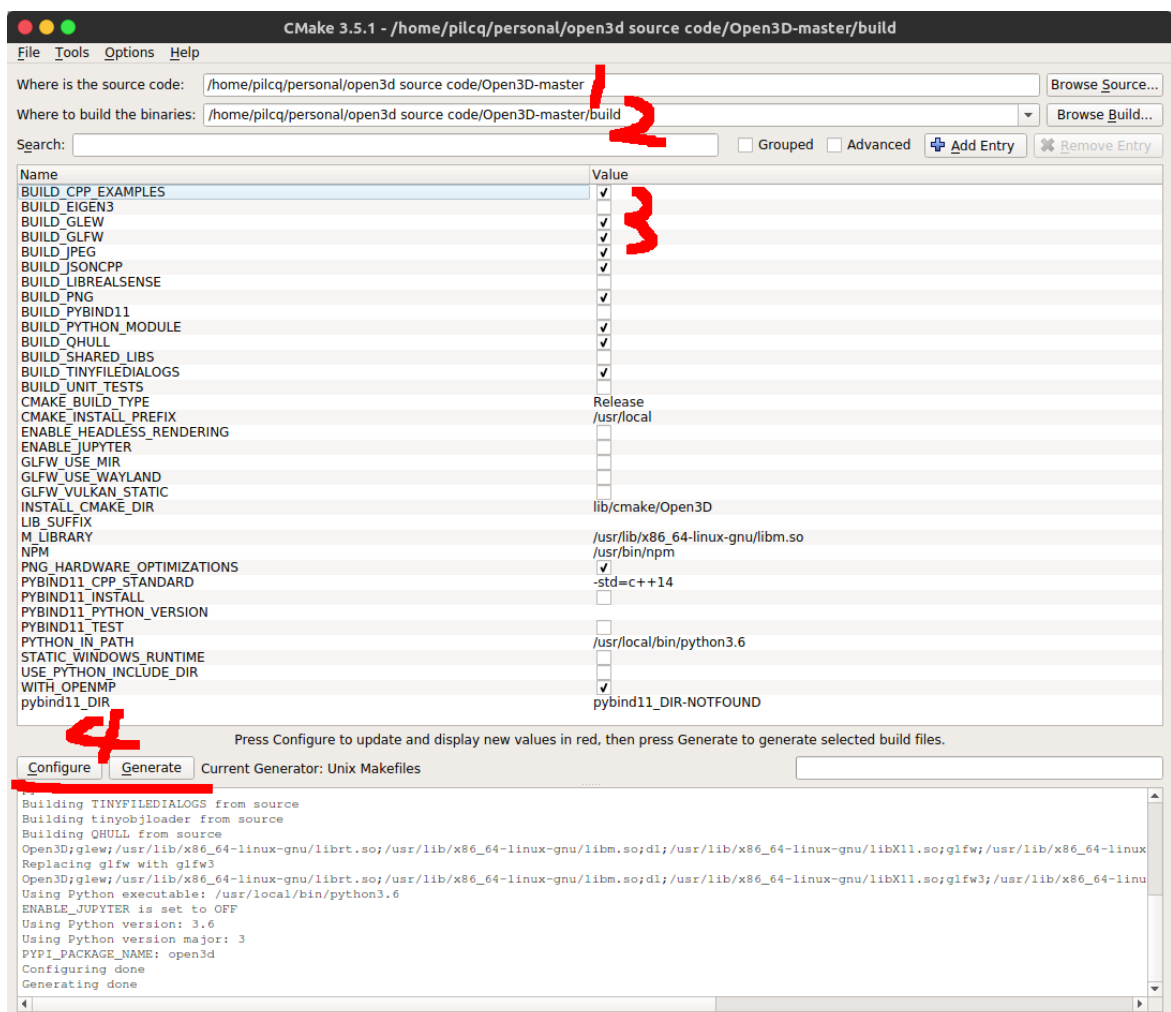 CMake 3.5.1 - /home/pilcq/personal/open3d source code/Open3D-master/build
File Tools Options Help
Where is the source code: /home/pilcq/personal/open3d source code/Open3D-master Browse Source...
1
Where to build the binaries: /home/pilcq/personal/open3d source code/Open3D-master/build Browse Build...
2
Search: Grouped Advanced Add Entry Remove Entry
Name Value
3
BUILD_CPP_EXAMPLES
BUILD_EIGEN3
BUILD_GLEW
BUILD_GLFW
BUILD_JPEG
BUILD_JSONCPP
BUILD_LIBREALSENSE
BUILD_PNG
BUILD_PYBIND11
BUILD_PYTHON_MODULE
BUILD_QHULL
BUILD_SHARED_LIBS
BUILD_TINYFILEDIALOGS
BUILD_UNIT_TESTS
CMAKE_BUILD_TYPE Release
CMAKE_INSTALL_PREFIX /usr/local
ENABLE_HEADLESS_RENDERING
ENABLE_JUPYTER
GLFW_USE_MIR
GLFW_USE_WAYLAND
GLFW_VULKAN_STATIC
INSTALL_CMAKE_DIR lib/cmake/Open3D
LIB_SUFFIX
M_LIBRARY /usr/lib/x86_64-linux-gnu/libm.so
NPM /usr/bin/npm
PNG_HARDWARE_OPTIMIZATIONS
PYBIND11_CPP_STANDARD -std=c++14
PYBIND11_INSTALL
PYBIND11_PYTHON_VERSION
PYBIND11_TEST
PYTHON_IN_PATH /usr/local/bin/python3.6
STATIC_WINDOWS_RUNTIME
USE_PYTHON_INCLUDE_DIR
WITH_OPENMP
pybind11_DIR pybind11_DIR-NOTFOUND
4
Press Configure to update and display new values in red, then press Generate to generate selected build files.
Configure Generate Current Generator: Unix Makefiles
Building TINYFILEDIALOGS from source
Building tinyobjloader from source
Building QHULL from source
Open3D;glew;/usr/lib/x86_64-linux-gnu/librt.so;/usr/lib/x86_64-linux-gnu/libm.so;dl;/usr/lib/x86_64-linux-gnu/libX11.so;glfw;/usr/lib/x86_64-linux
Replacing glfw with glfw3
Open3D;glew;/usr/lib/x86_64-linux-gnu/librt.so;/usr/lib/x86_64-linux-gnu/libm.so;dl;/usr/lib/x86_64-linux-gnu/libX11.so;glfw3;/usr/lib/x86_64-linu
Using Python executable: /usr/local/bin/python3.6
ENABLE_JUPYTER is set to OFF
Using Python version: 3.6
Using Python version major: 3
PYPI_PACKAGE_NAME: open3d
Configuring done
Generating done